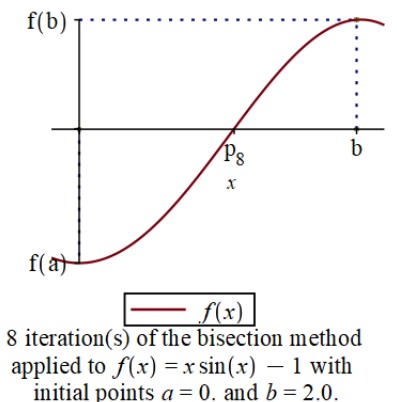 f(b)
p₈
b
x
f(a)
f(x)
8 iteration(s) of the bisection method
applied to f(x) = x sin(x) − 1 with
initial points a = 0. and b = 2.0.